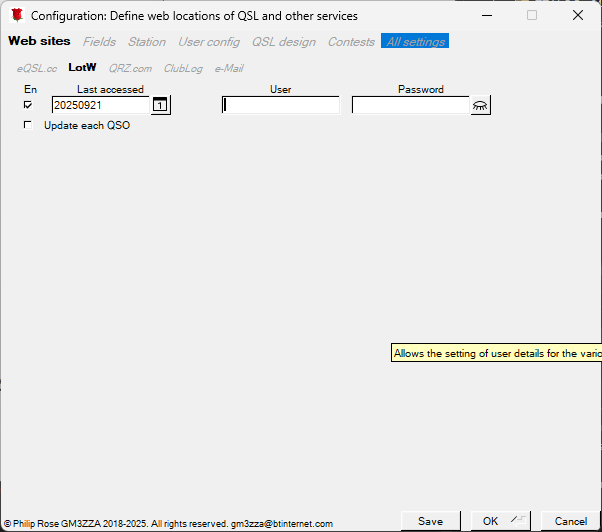 Configuration: Define web locations of QSL and other services
Web sites Fields Station User config QSL design Contests All settings
eQSL.cc LotW QRZ.com ClubLog e-Mail
En Last accessed User Password
20250921 1
Update each QSO
Allows the setting of user details for the vario
© Philip Rose GM3ZZA 2018-2025. All rights reserved. gm3zza@btinternet.com
Save OK Cancel